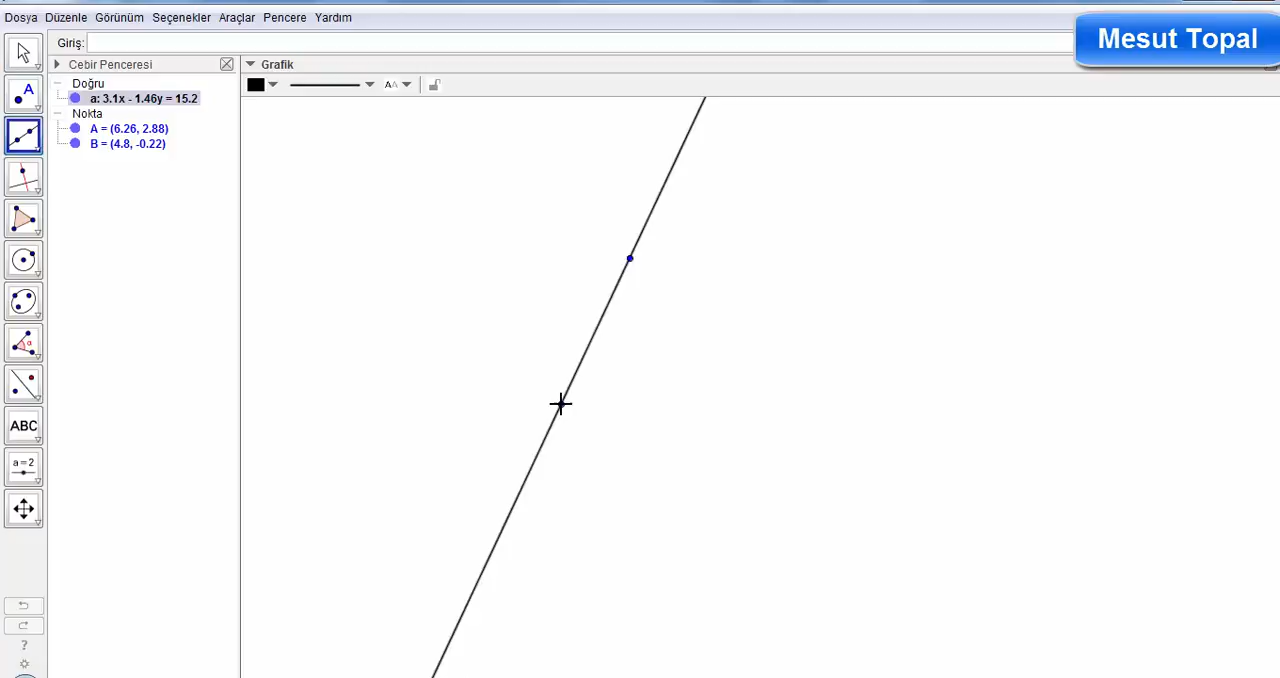 Dosya Düzenle Görünüm Seçenekler Araçlar Pencere Yardım
Mesut Topal
Giriş:
Cebir Penceresi
Grafik
Doğru
a: 3.1x - 1.46y = 15.2
Nokta
A = (6.26, 2.88)
B = (4.8, -0.22)
A
AA
α
ABC
a=2
?